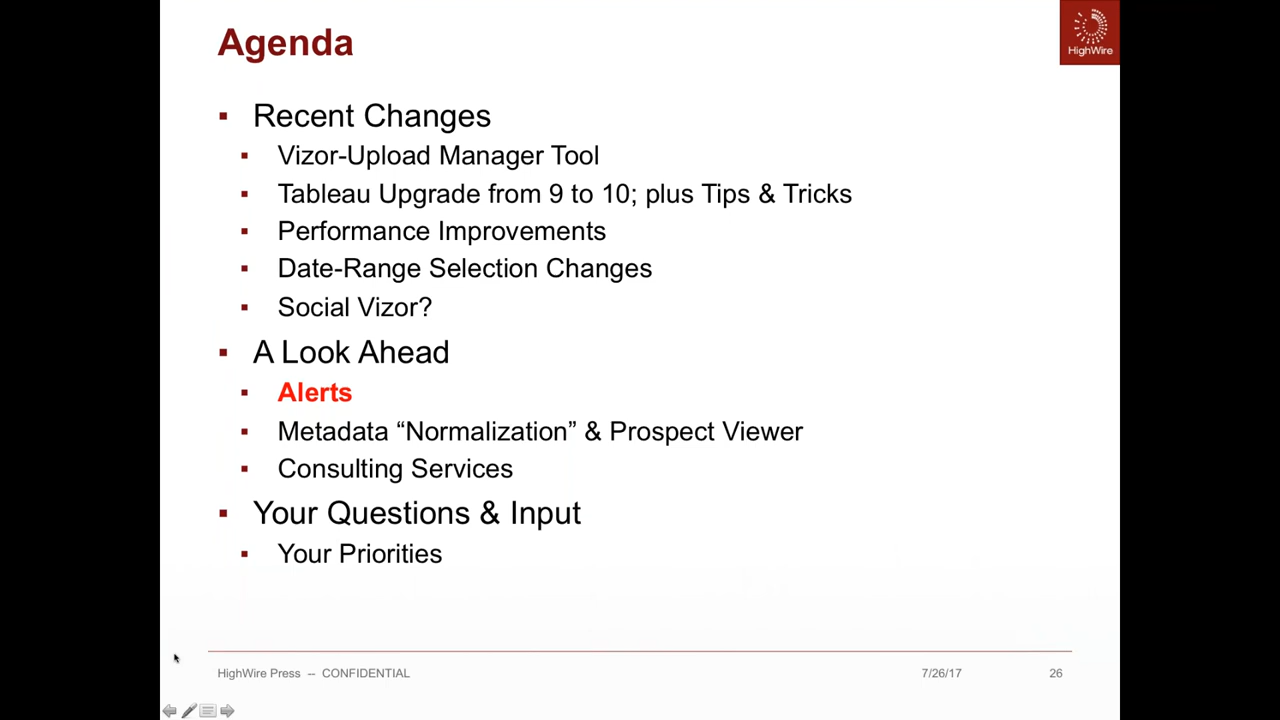 Agenda
HighWire
▪ Recent Changes
▪ Vizor-Upload Manager Tool
▪ Tableau Upgrade from 9 to 10; plus Tips & Tricks
▪ Performance Improvements
▪ Date-Range Selection Changes
▪ Social Vizor?
▪ A Look Ahead
▪ Alerts
▪ Metadata “Normalization” & Prospect Viewer
▪ Consulting Services
▪ Your Questions & Input
▪ Your Priorities
HighWire Press -- CONFIDENTIAL 7/26/17 26